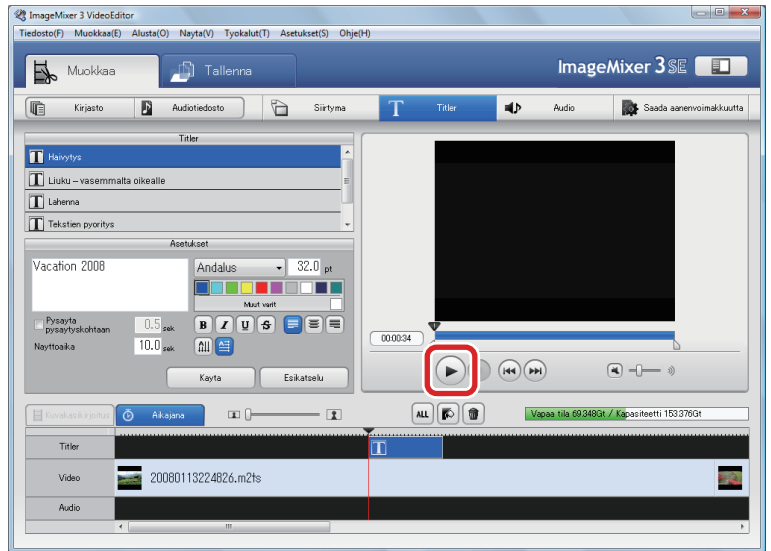 ImageMixer 3 VideoEditor
Tiedosto(F) Muokkaa(E) Alusta(O) Nayta(V) Tyokalut(T) Asetukset(S) Ohje(H)
Muokkaa Tallenna ImageMixer 3 SE
Kirjasto Audiotiedosto Siirtyma T Titler Audio Saada aanenvoimakkuutta
Titler
T Haivytys
T Liuku – vasemmalta oikealle
T Lahenna
T Tekstien pyoritys
Asetukset
Vacation 2008 Andalus 32.0 pt
Muut varit
Pysayta
pysaytyskohtaan 0.5 sek B I U S
Nayttoaika 10.0 sek
00:00:34
Kayta Esikatselu
Kuvakasikirjoitus Aikajana ALL Vapaa tila 69.348Gt / Kapasiteetti 153.376Gt
Titler T
Video 20080113224826.m2ts
Audio